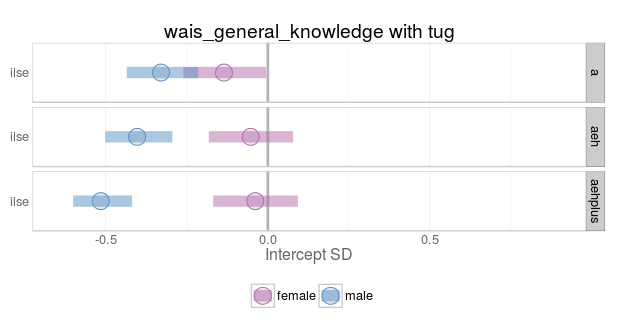 wais_general_knowledge with tug
ilse
a
ilse
aeh
ilse
aehplus
-0.5
0.0
0.5
Intercept SD
female
male